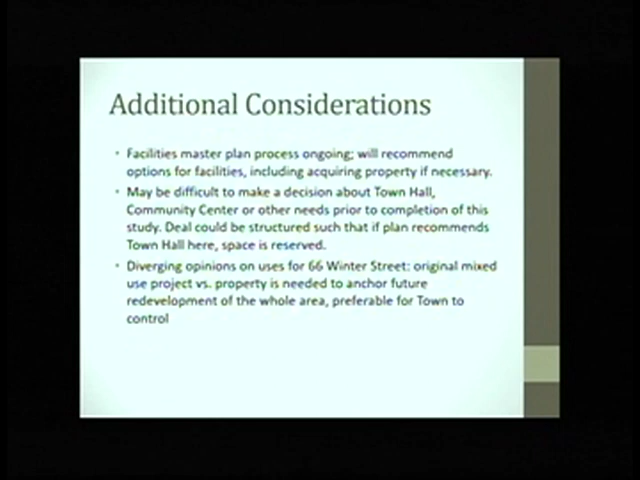 Additional Considerations
• Facilities master plan process ongoing; will recommend
options for facilities, including acquiring property if necessary.
• May be difficult to make a decision about Town Hall,
Community Center or other needs prior to completion of this
study. Deal could be structured such that if plan recommends
Town Hall here, space is reserved.
• Diverging opinions on uses for 66 Winter Street: original mixed
use project vs. property is needed to anchor future
redevelopment of the whole area, preferable for Town to
control